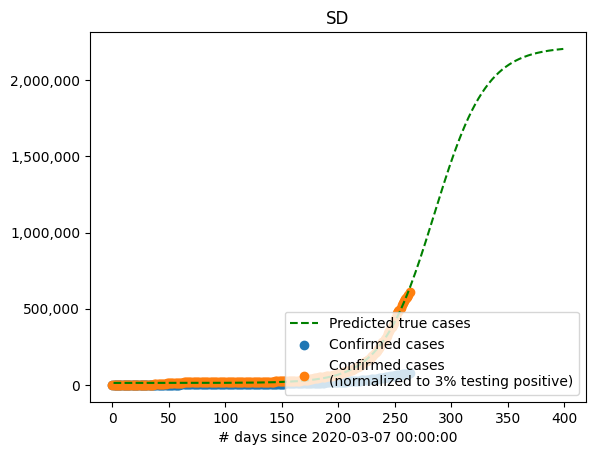 SD
2,000,000
1,500,000
1,000,000
500,000
0
Predicted true cases
Confirmed cases
Confirmed cases
(normalized to 3% testing positive)
0 50 100 150 200 250 300 350 400
# days since 2020-03-07 00:00:00